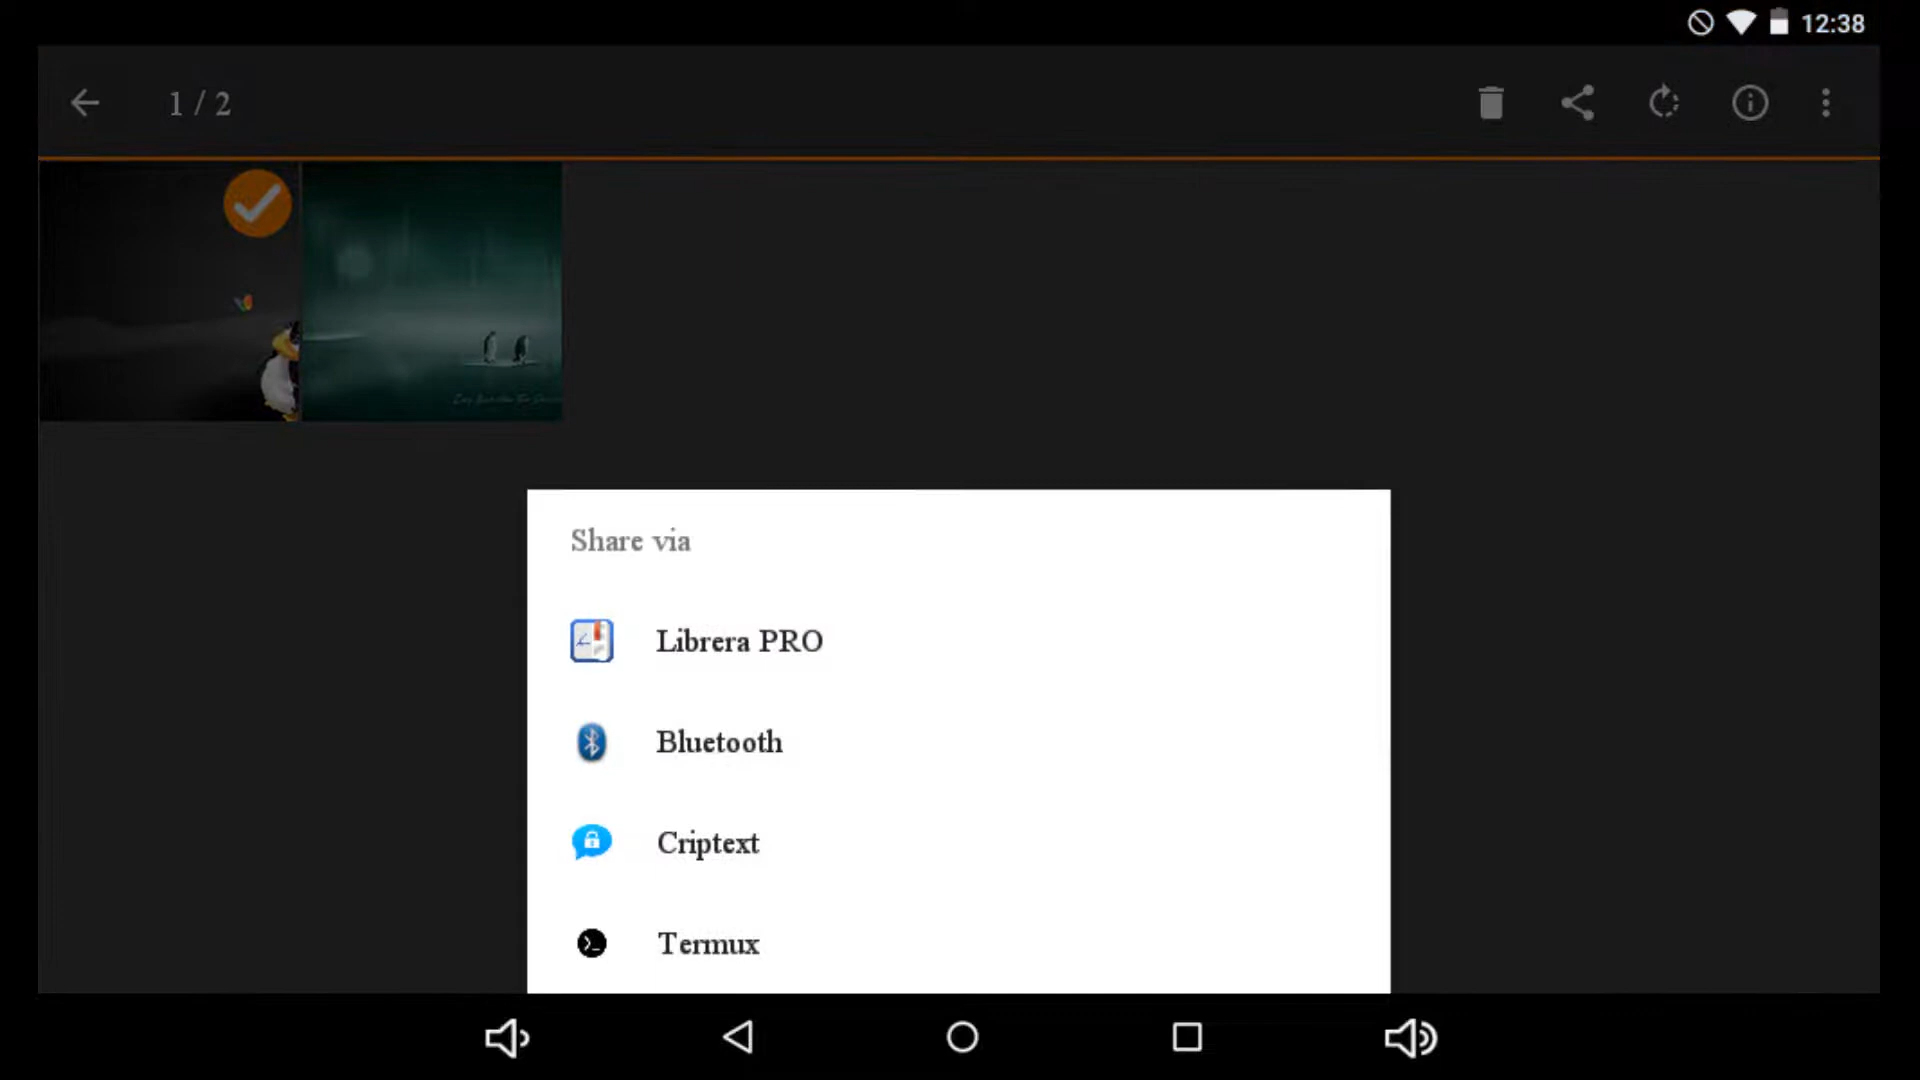 12:38
1 / 2
Share via
Librera PRO
Bluetooth
Criptext
Termux